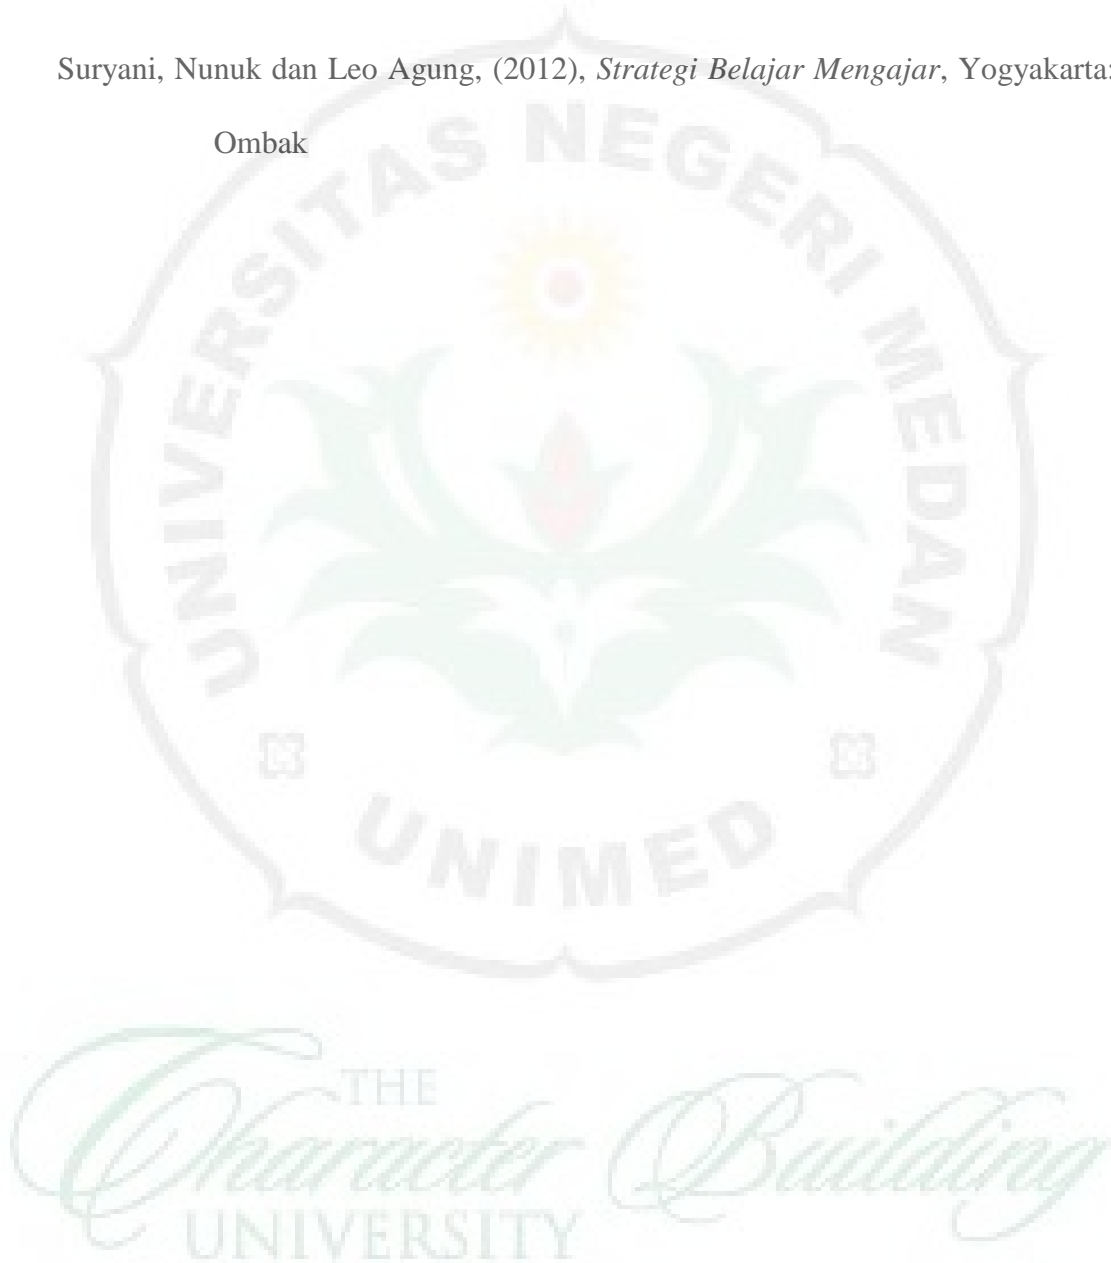 Suryani, Nunuk dan Leo Agung, (2012), Strategi Belajar Mengajar, Yogyakarta:
Ombak
UNIVERSITAS NEGERI MEDAN
UNIMED
THE
Character Building
UNIVERSITY